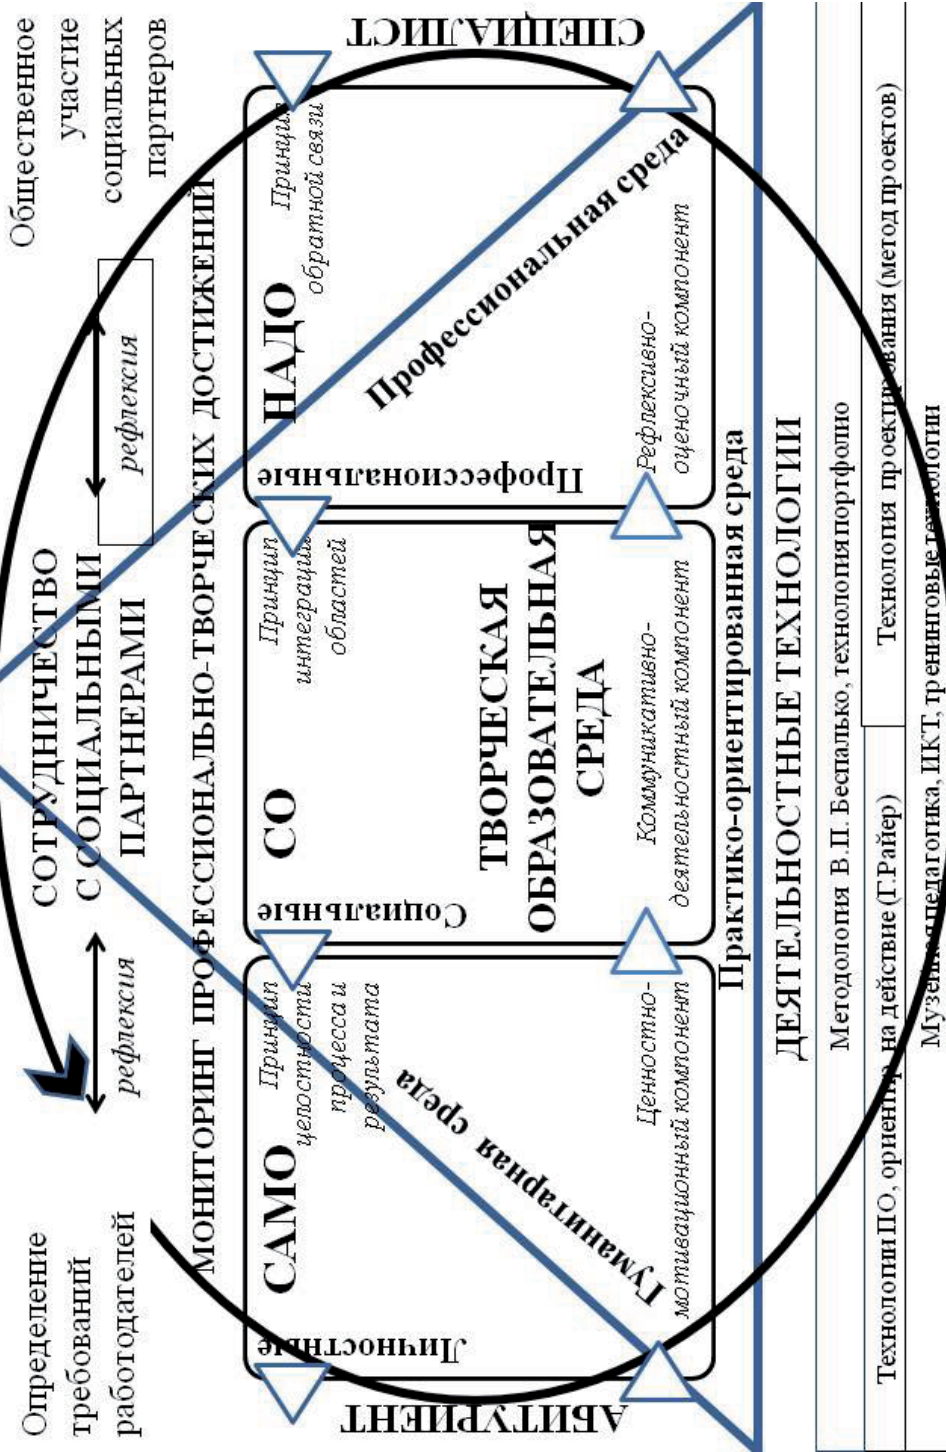 Определение
требований
работодателей
рефлексия
СОТРУДНИЧЕСТВО
С СОЦИАЛЬНЫМИ
ПАРТНЕРАМИ
рефлексия
Общественное
участие
социальных
партнеров
МОНИТОРИНГ ПРОФЕССИОНАЛЬНО-ТВОРЧЕСКИХ ДОСТИЖЕНИЙ
АБИТУРИЕНТ
Личностные
САМО
Принцип
целостности
процесса и
результата
Гуманитарная среда
Ценностно-
мотивационный компонент
Социальные
СО
Принцип
интеграции
областей
ТВОРЧЕСКАЯ
ОБРАЗОВАТЕЛЬНАЯ
СРЕДА
Коммуникативно-
деятельностный компонент
Профессиональные
НАДО
Принцип
обратной связи
Профессиональная среда
Рефлексивно-
оценочный компонент
СПЕЦИАЛИСТ
Практико-ориентированная среда
ДЕЯТЕЛЬНОСТНЫЕ ТЕХНОЛОГИИ
Методология В.П. Беспалько, технология портфолио
Технологии ПО, ориентир. на действие (Г.Райер)
Технология проектирования (метод проектов)
Музейная педагогика, ИКТ, тренинговые технологии